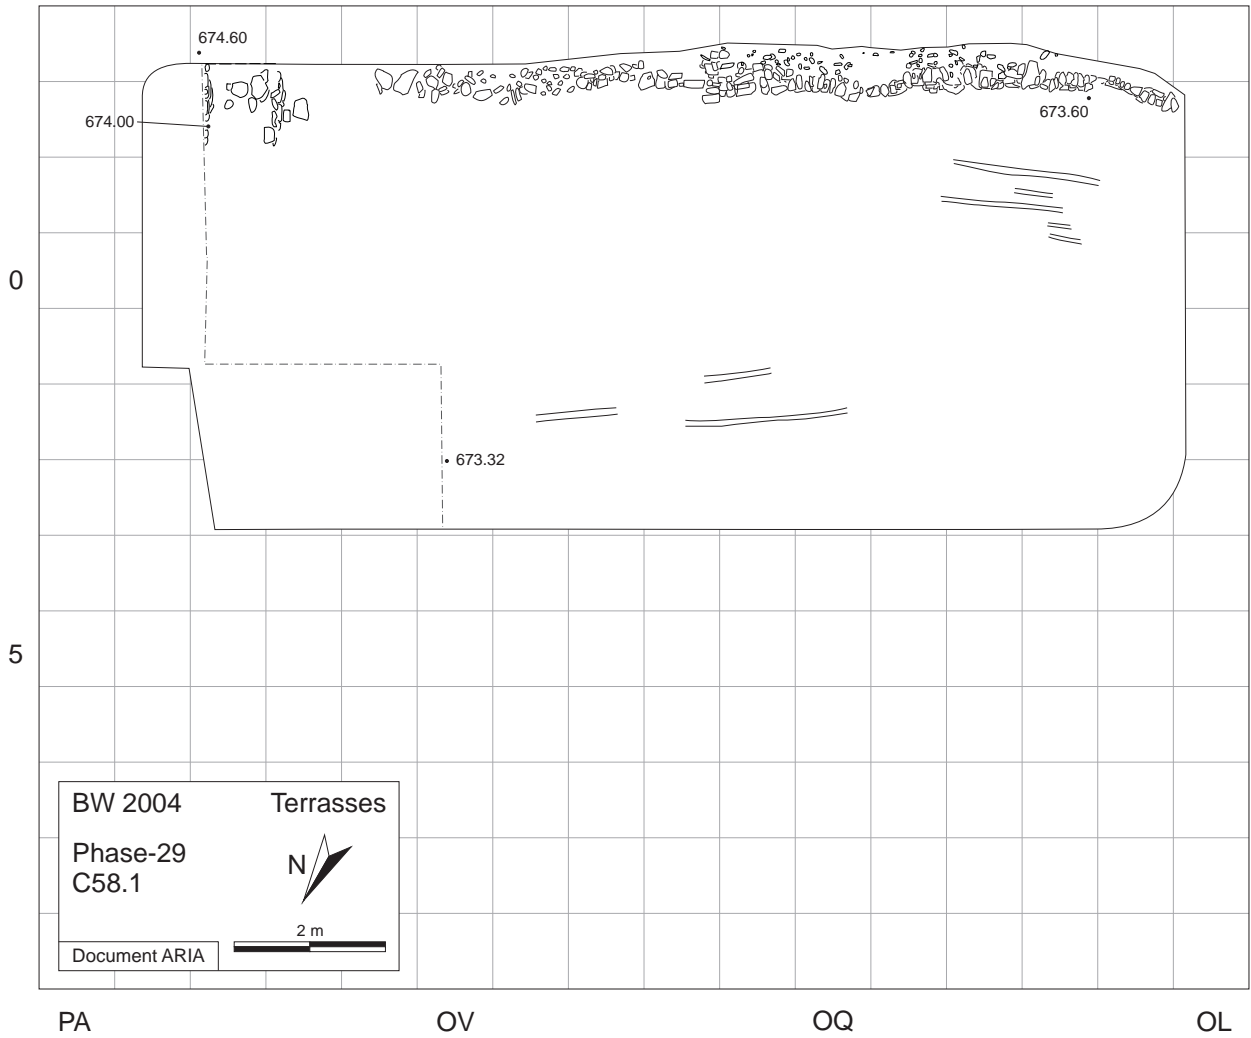 674.60
674.00
673.60
0
673.32
5
BW 2004 Terrasses
Phase-29
C58.1
N
2 m
Document ARIA
PA OV OQ OL